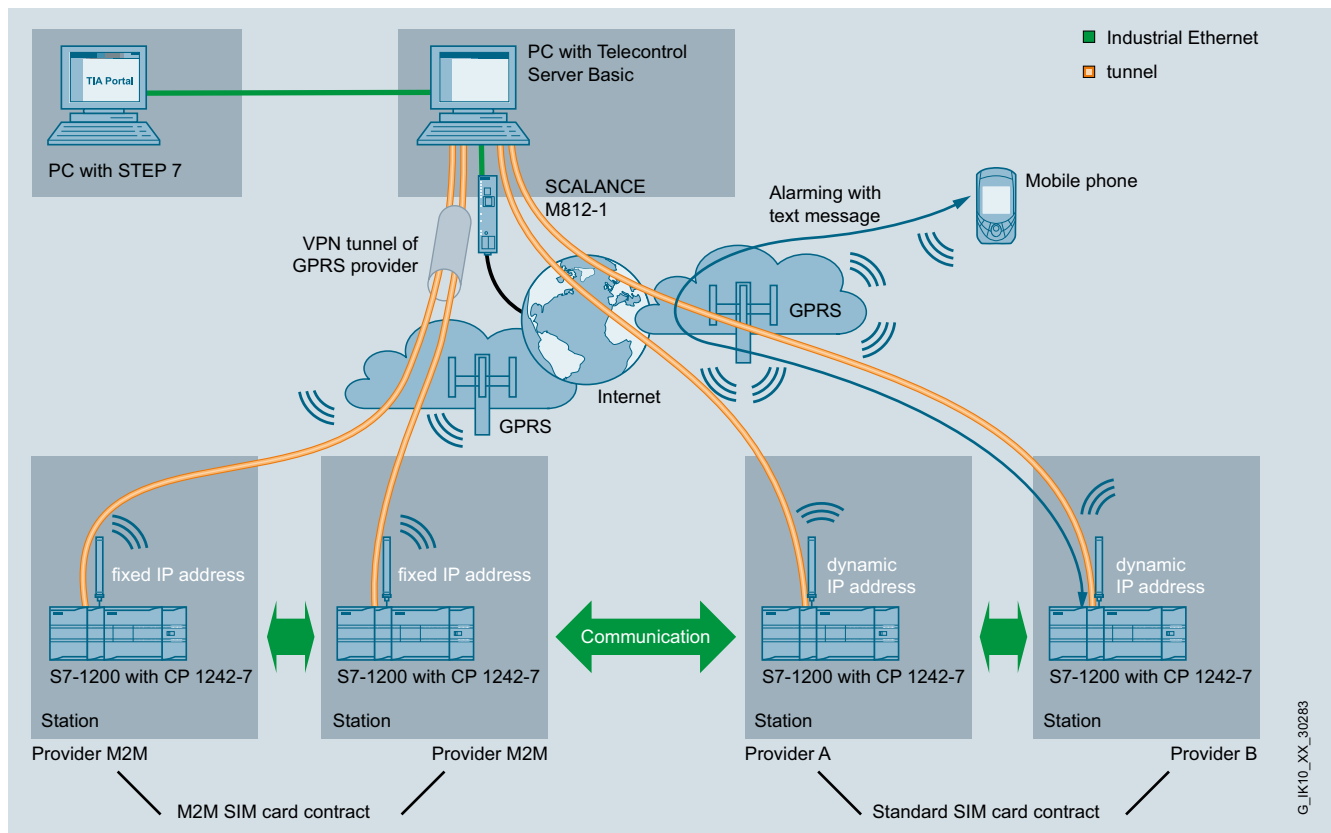 TIA Portal
PC with STEP 7
PC with Telecontrol
Server Basic
Industrial Ethernet
tunnel
SCALANCE
M812-1
Alarming with
text message
Mobile phone
VPN tunnel of
GPRS provider
GPRS
Internet
GPRS
fixed IP address
fixed IP address
dynamic
IP address
dynamic
IP address
Communication
S7-1200 with CP 1242-7
S7-1200 with CP 1242-7
S7-1200 with CP 1242-7
S7-1200 with CP 1242-7
Station
Station
Station
Station
Provider M2M
Provider M2M
Provider A
Provider B
M2M SIM card contract
Standard SIM card contract
G_IK10_XX_30283